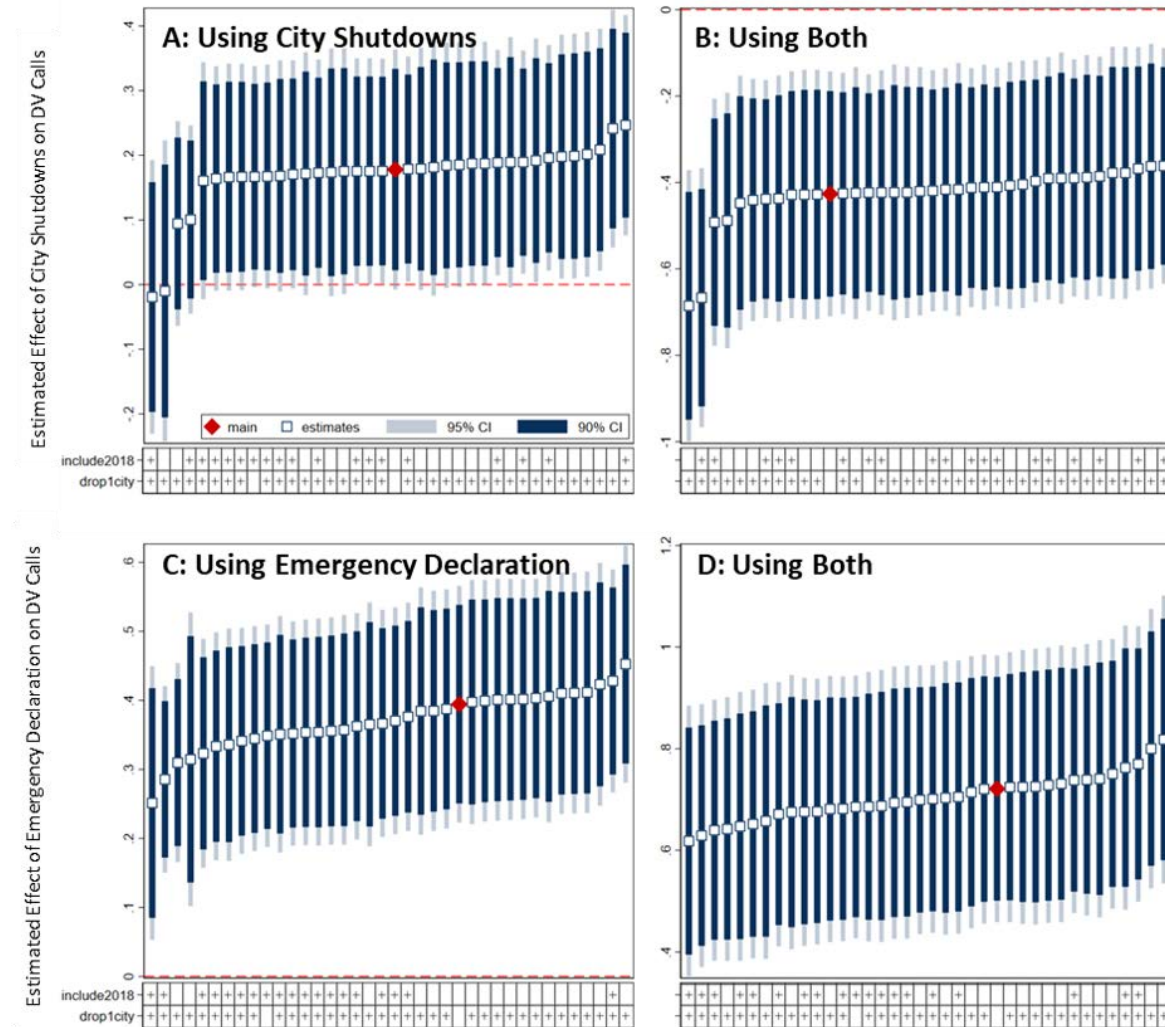 Estimated Effect of City Shutdowns on DV Calls
A: Using City Shutdowns
.4
.3
.2
.1
0
-.1
-.2
main
estimates
95% CI
90% CI
include2018
drop1city
B: Using Both
0
-.2
-.4
-.6
-.8
-1
Estimated Effect of Emergency Declaration on DV Calls
C: Using Emergency Declaration
.6
.5
.4
.3
.2
.1
0
include2018
drop1city
D: Using Both
1.2
1
.8
.6
.4